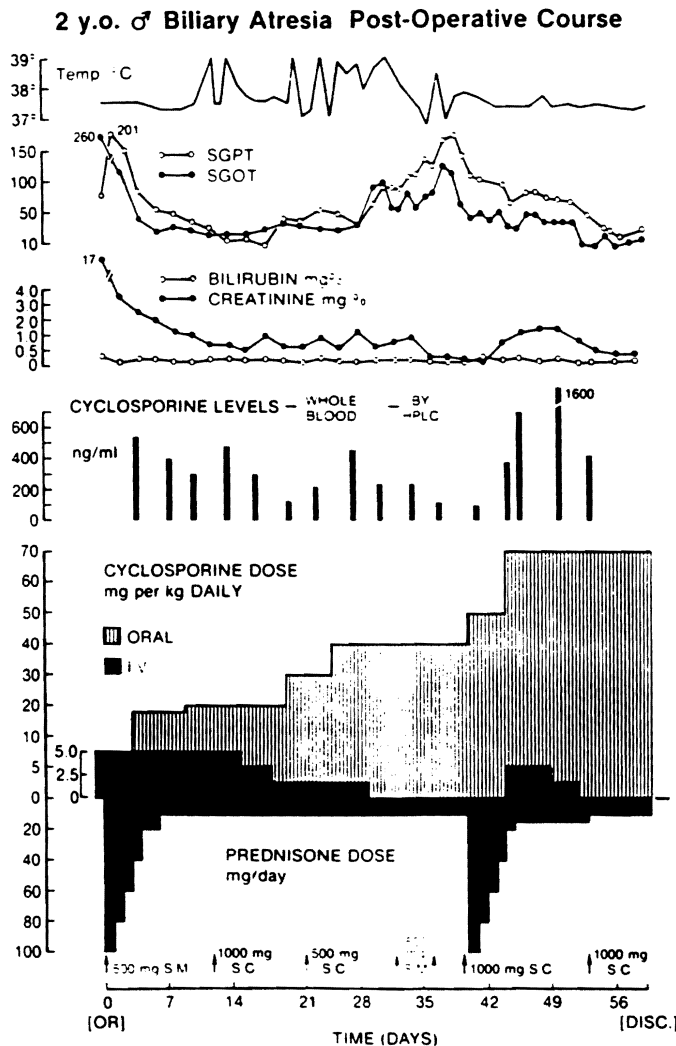 2 y.o. ♂ Biliary Atresia Post-Operative Course
39°
Temp °C
38°
37°
260
201
150
SGPT
SGOT
100
50
10
17
BILIRUBIN mg%
CREATININE mg %
4 0
3 0
2 0
1.0
0 5
0
CYCLOSPORINE LEVELS – WHOLE BLOOD – BY HPLC
1600
600
ng/ml
400
200
0
70
CYCLOSPORINE DOSE
mg per kg DAILY
60
50
ORAL
40
I V
30
20
10
5.0
5
2.5
0
0
20
PREDNISONE DOSE
mg/day
40
60
80
100
500 mg S M
1000 mg S C
500 mg S C
1000 mg S C
1000 mg S C
0 7 14 21 28 35 42 49 56
[OR] [DISC.]
TIME (DAYS)